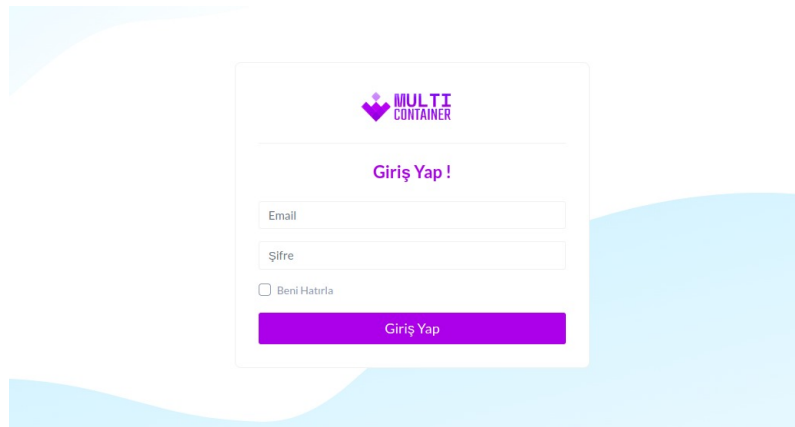 MULTI
CONTAINER
Giriş Yap !
Email
Şifre
Beni Hatırla
Giriş Yap